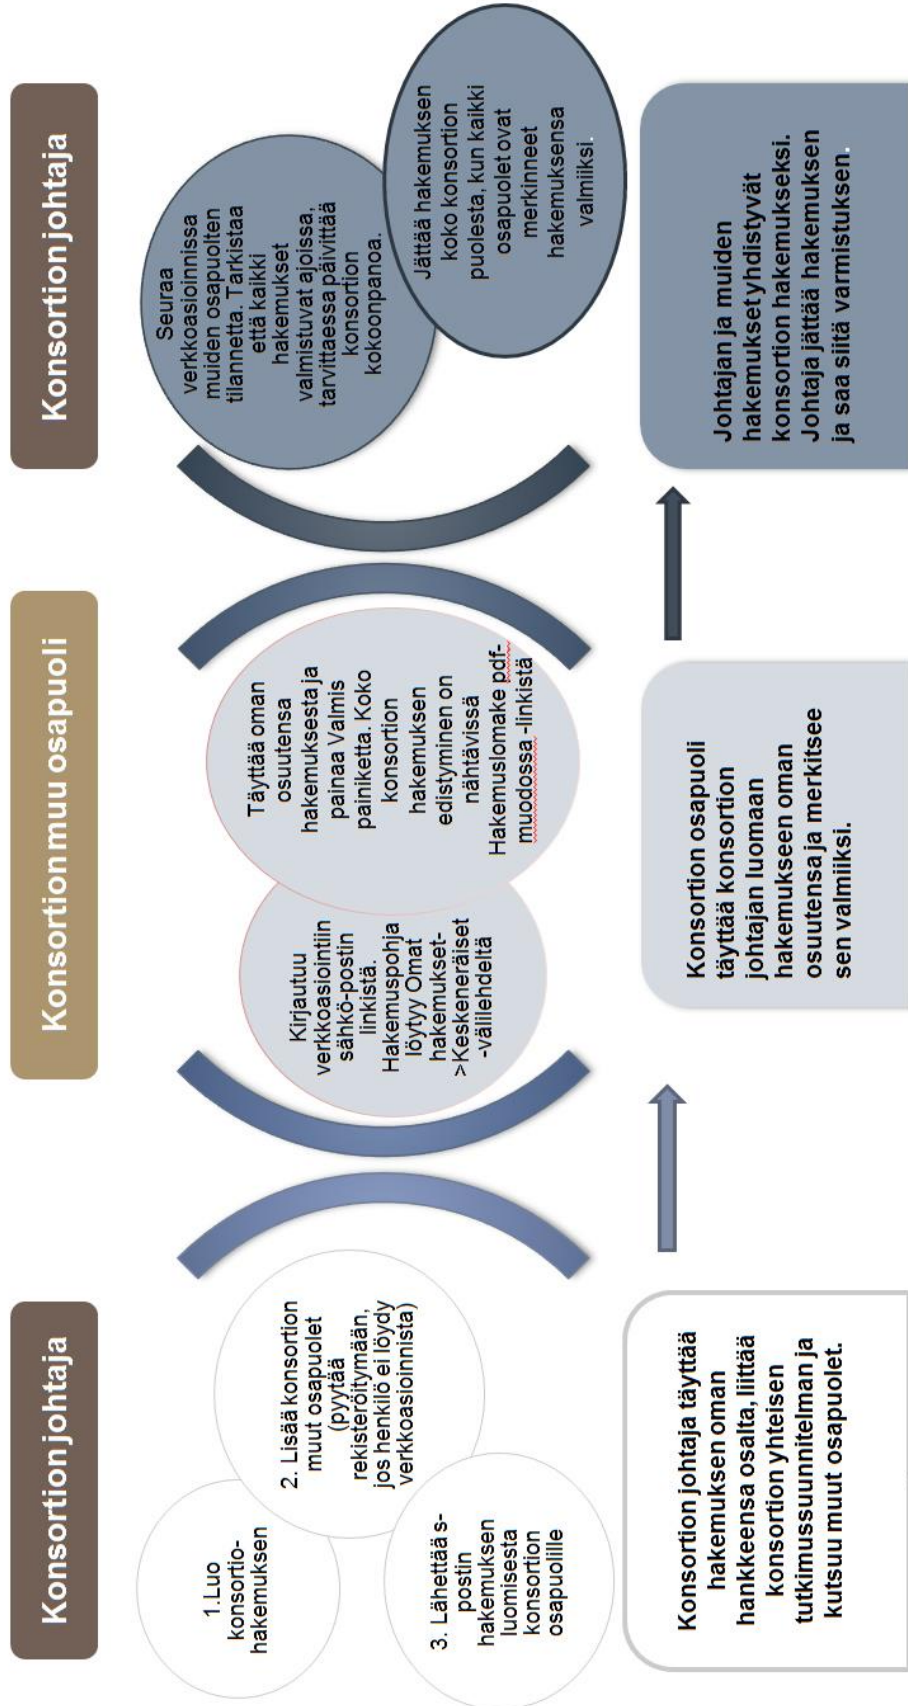 Konsortion johtaja
1.Luo
konsortio-
hakemuksen
2. Lisää konsortion
muut osapuolet
(pyytää
rekisteröitymään,
jos henkilö ei löydy
verkkoasioinnista)
3. Lähettää s-
postin
hakemuksen
luomisesta
konsortion
osapuolille
Konsortion johtaja täyttää
hakemuksen oman
hankkeensa osalta, liittää
konsortion yhteisen
tutkimussuunnitelman ja
kutsuu muut osapuolet.
Konsortion muu osapuoli
Kirjautuu
verkkoasiointiin
sähkö-postin
linkistä.
Hakemuspohja
löytyy Omat
hakemukset-
>Keskeneräiset
-välilehdeltä
Täyttää oman
osuutensa
hakemuksesta ja
painaa Valmis
painiketta. Koko
konsortion
hakemuksen
edistyminen on
nähtävissä
Hakemuslomake pdf-
muodossa -linkistä
Konsortion osapuoli
täyttää konsortion
johtajan luomaan
hakemukseen oman
osuutensa ja merkitsee
sen valmiiksi.
Konsortion johtaja
Seuraa
verkkoasioinnissa
muiden osapuolten
tilannetta. Tarkistaa
että kaikki
hakemukset
valmistuvat ajoissa,
tarvittaessa päivittää
konsortion
kokoonpanoa.
Jättää hakemuksen
koko konsortion
puolesta, kun kaikki
osapuolet ovat
merkinneet
hakemuksensa
valmiiksi.
Johtajan ja muiden
hakemukset yhdistyvät
konsortion hakemukseksi.
Johtaja jättää hakemuksen
ja saa siitä varmistuksen.